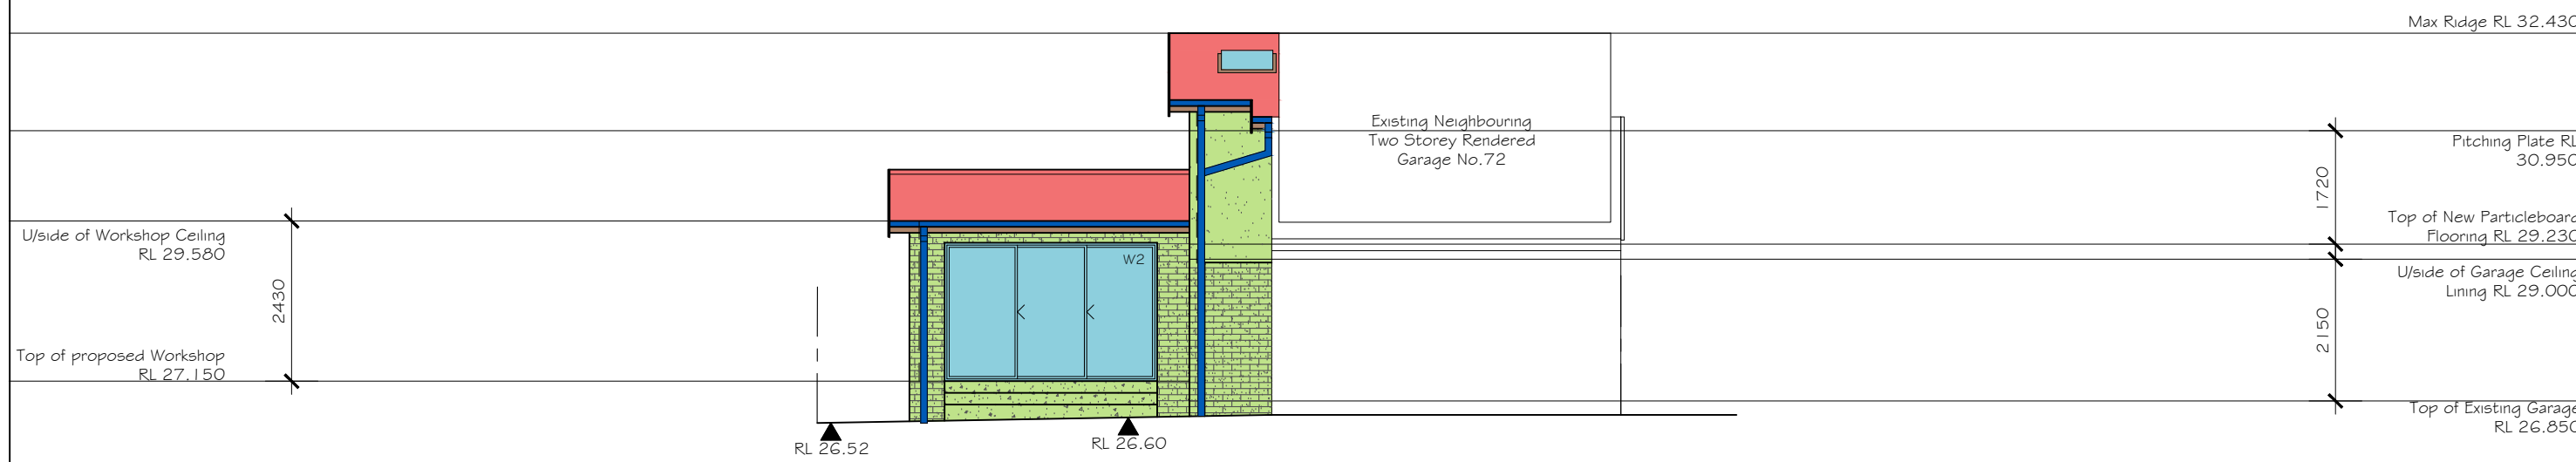 Max Ridge RL 32.430
Existing Neighbouring
Two Storey Rendered
Garage No.72
Pitching Plate RL
30.950
1720
Top of New Particleboard
Flooring RL 29.230
U/side of Workshop Ceiling
RL 29.580
W2
U/side of Garage Ceiling
Lining RL 29.000
2430
2150
Top of proposed Workshop
RL 27.150
Top of Existing Garage
RL 26.850
RL 26.52
RL 26.60